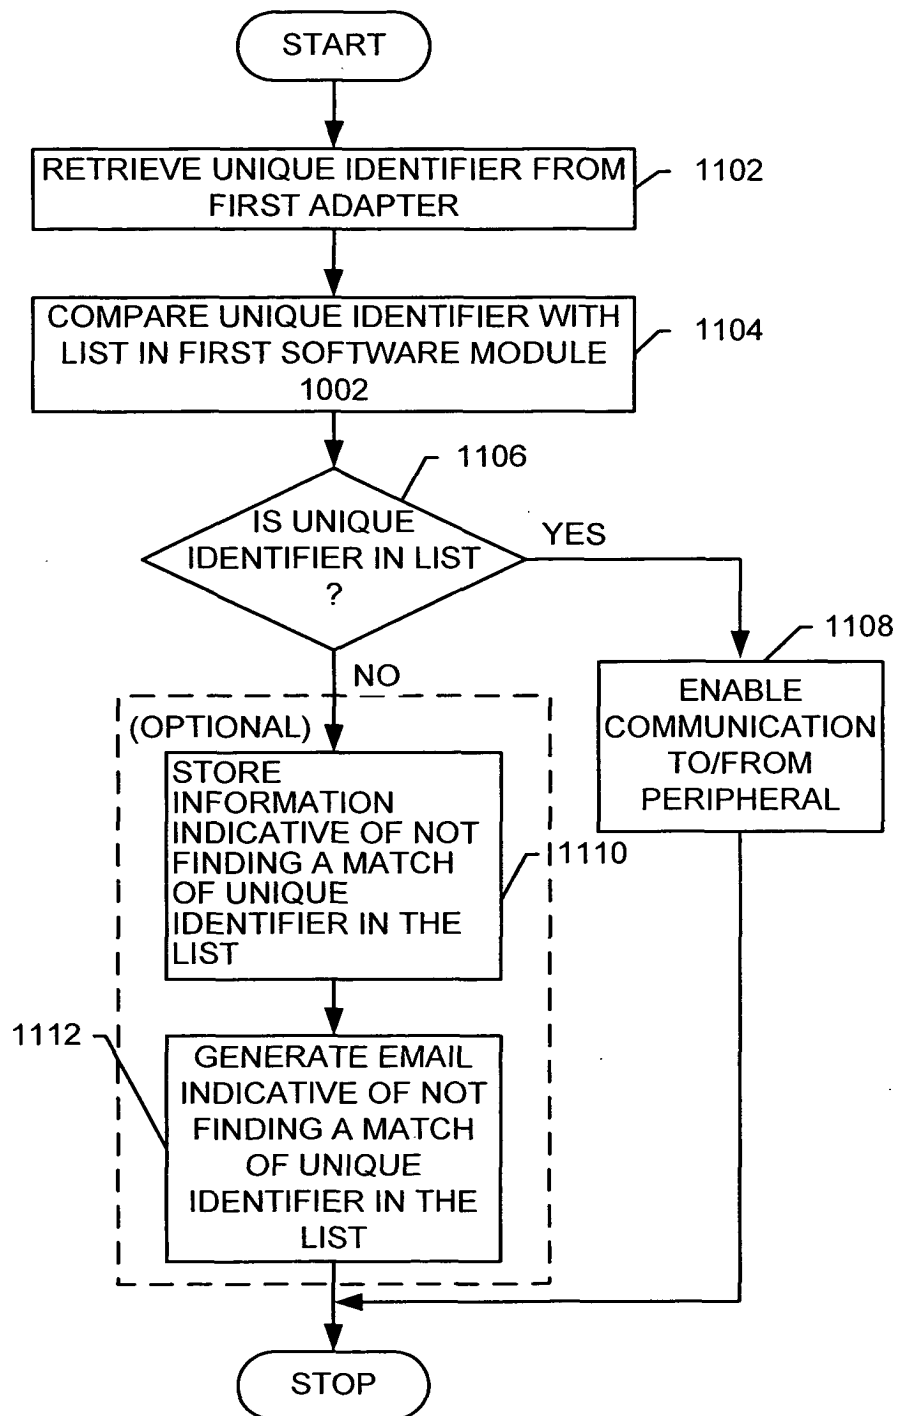 START
RETRIEVE UNIQUE IDENTIFIER FROM
FIRST ADAPTER
1102
COMPARE UNIQUE IDENTIFIER WITH
LIST IN FIRST SOFTWARE MODULE
1002
1104
1106
IS UNIQUE
IDENTIFIER IN LIST
?
YES
1108
ENABLE
COMMUNICATION
TO/FROM
PERIPHERAL
NO
(OPTIONAL)
STORE
INFORMATION
INDICATIVE OF NOT
FINDING A MATCH
OF UNIQUE
IDENTIFIER IN THE
LIST
1110
1112
GENERATE EMAIL
INDICATIVE OF NOT
FINDING A MATCH
OF UNIQUE
IDENTIFIER IN THE
LIST
STOP